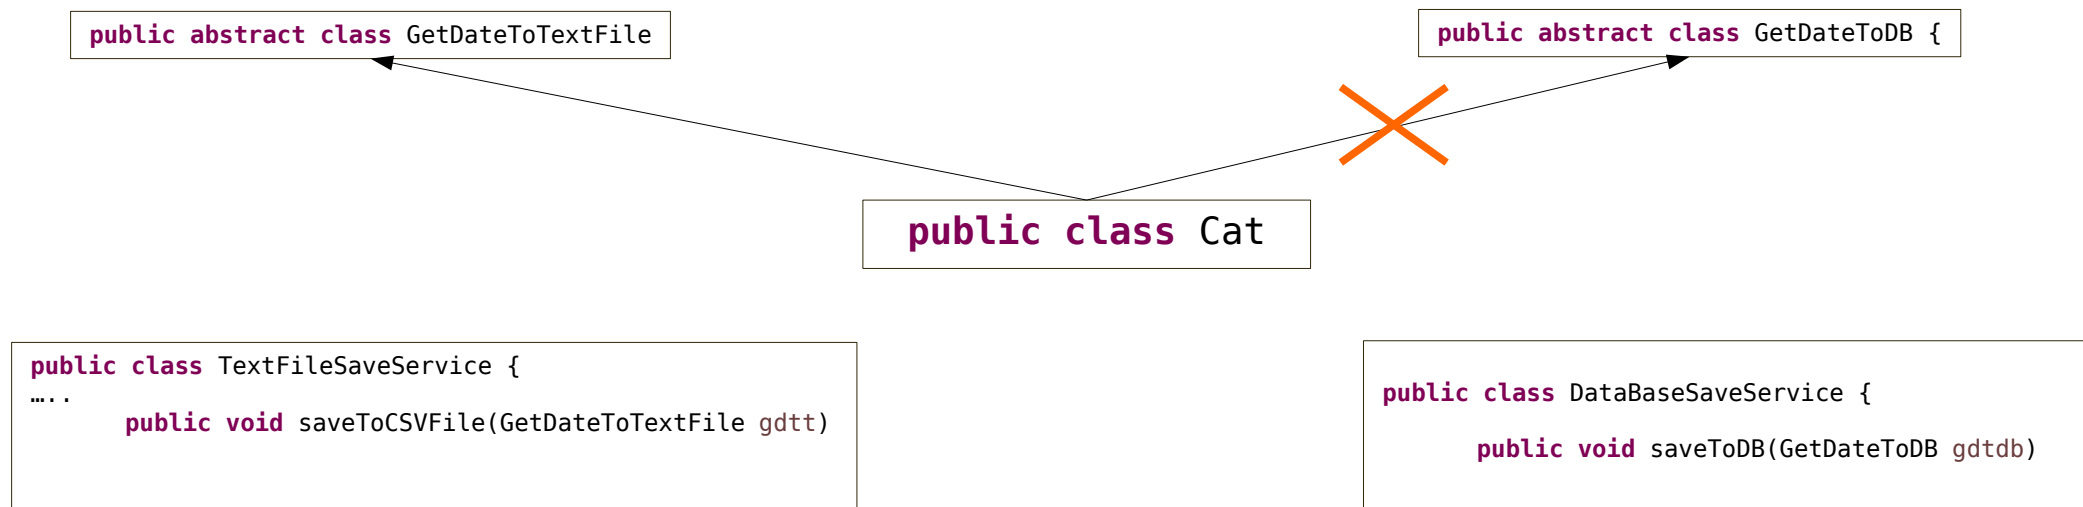 public abstract class GetDateToTextFile
public abstract class GetDateToDB {
public class Cat
public class TextFileSaveService {
…..
public void saveToCSVFile(GetDateToTextFile gdtt)
public class DataBaseSaveService {
public void saveToDB(GetDateToDB gdtdb)